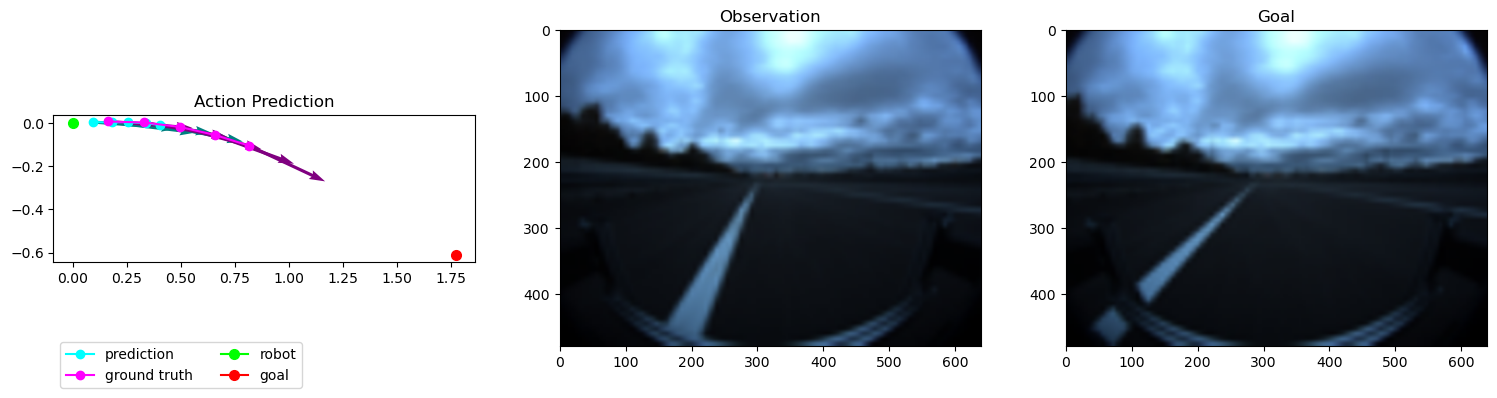 Action Prediction
0.0
−0.2
−0.4
−0.6
0.00 0.25 0.50 0.75 1.00 1.25 1.50 1.75
prediction
ground truth
robot
goal
Observation
0
100
200
300
400
0 100 200 300 400 500 600
Goal
0
100
200
300
400
0 100 200 300 400 500 600